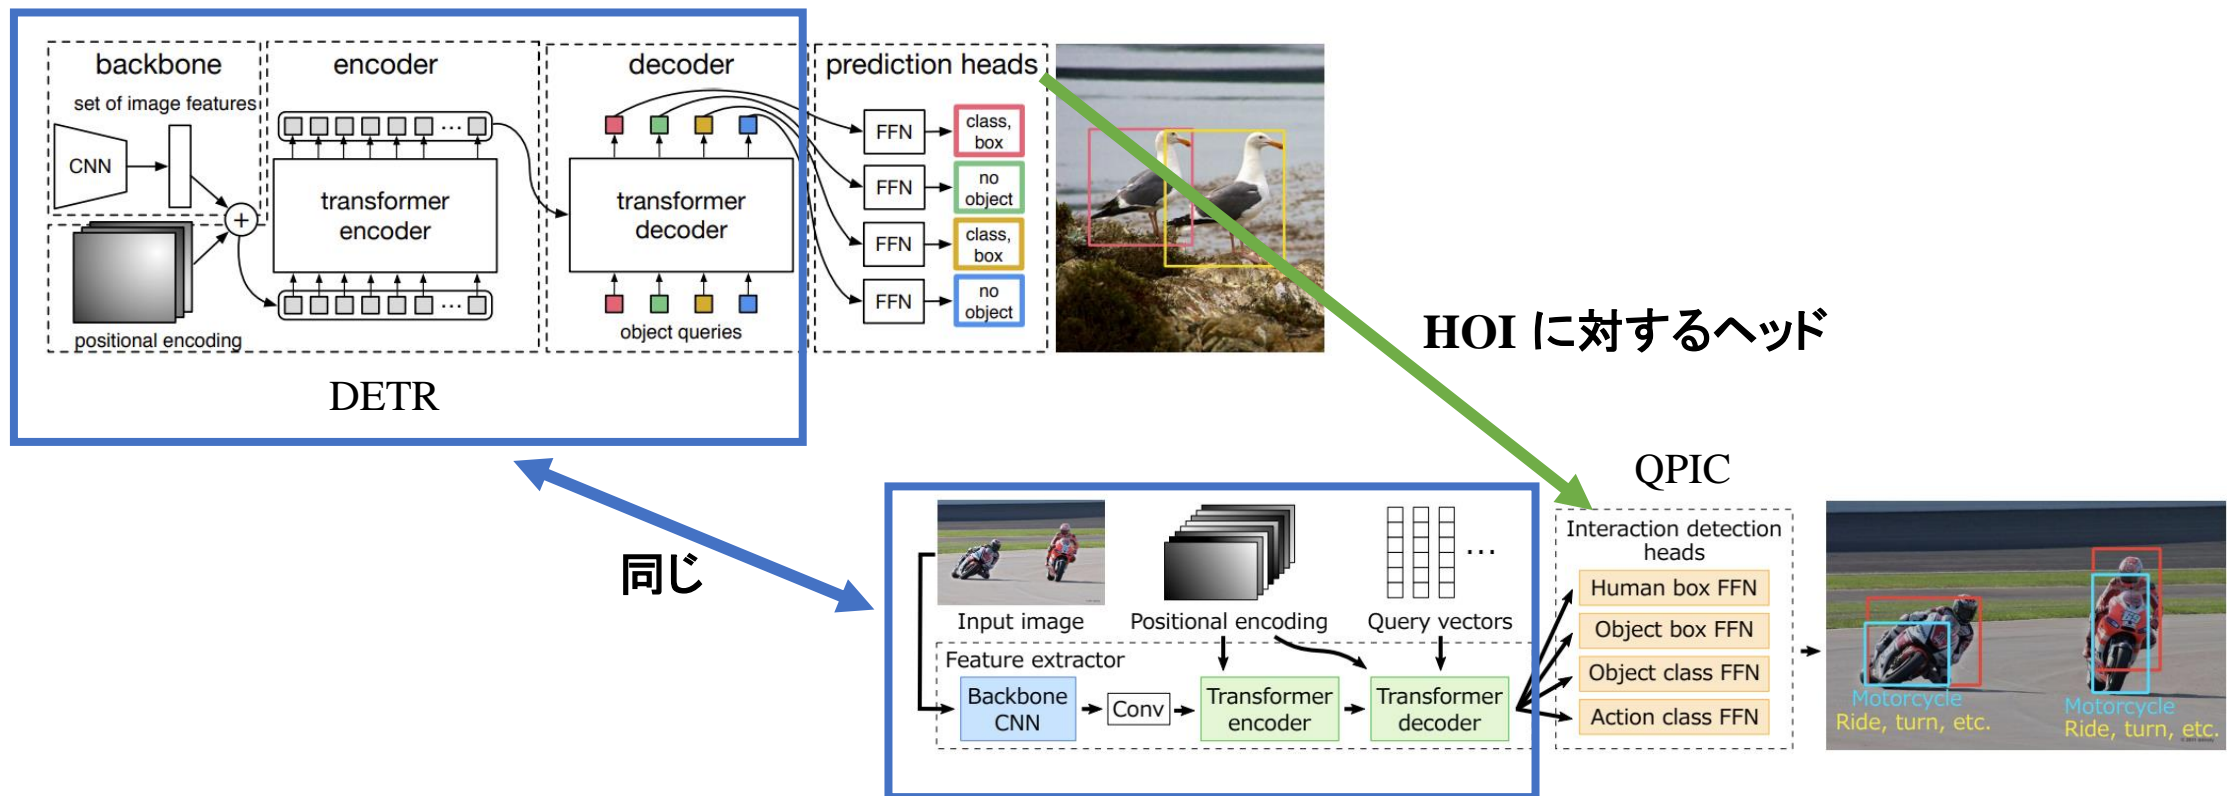 backbone
set of image features
CNN
+
positional encoding
encoder
...
transformer
encoder
...
decoder
transformer
decoder
object queries
prediction heads
FFN
class,
box
FFN
no
object
FFN
class,
box
FFN
no
object
DETR
HOI に対するヘッド
同じ
QPIC
Input image
Positional encoding
...
Query vectors
Feature extractor
Backbone
CNN
Conv
Transformer
encoder
Transformer
decoder
Interaction detection
heads
Human box FFN
Object box FFN
Object class FFN
Action class FFN
Motorcycle
Ride, turn, etc.
Motorcycle
Ride, turn, etc.